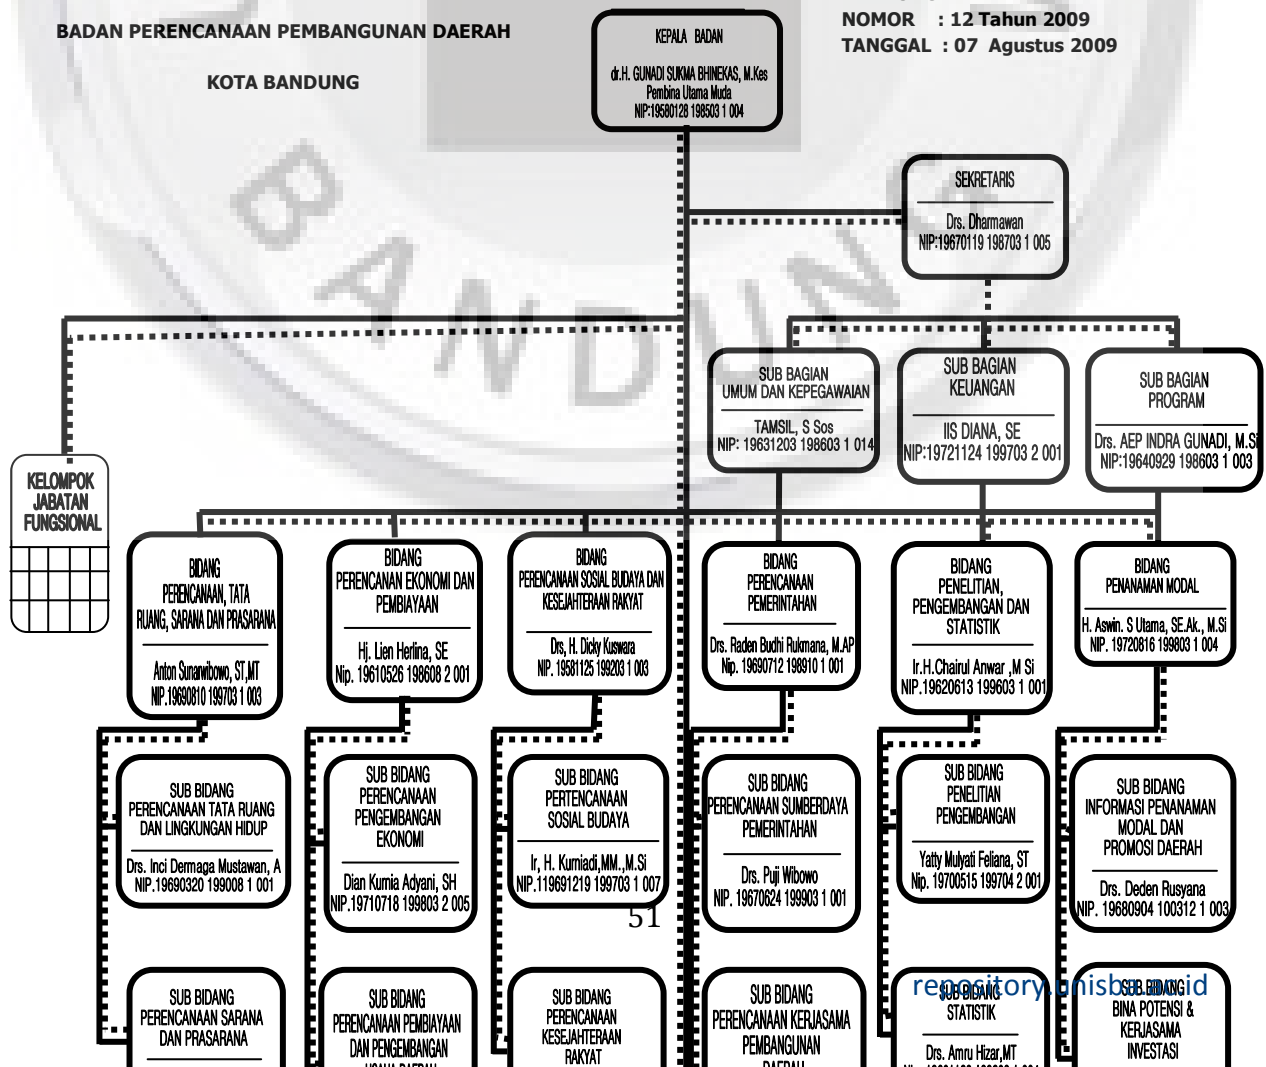 BADAN PERENCANAAN PEMBANGUNAN DAERAH
KOTA BANDUNG
NOMOR : 12 Tahun 2009
TANGGAL : 07 Agustus 2009
KEPALA BADAN
dr.H. GUNADI SUKMA BHINEKAS, M.Kes
Pembina Utama Muda
NIP:19580128 198503 1 004
SEKRETARIS
Drs. Dharmawan
NIP:19670119 198703 1 005
SUB BAGIAN
UMUM DAN KEPEGAWAIAN
TAMSIL, S Sos
NIP: 19631203 198603 1 014
SUB BAGIAN
KEUANGAN
IIS DIANA, SE
NIP:19721124 199703 2 001
SUB BAGIAN
PROGRAM
Drs. AEP INDRA GUNADI, M.Si
NIP:19640929 198603 1 003
KELOMPOK
JABATAN
FUNGSIONAL
BIDANG
PERENCANAAN, TATA
RUANG, SARANA DAN PRASARANA
Anton Sunarwibowo, ST,MT
NIP.19690810 199703 1 003
BIDANG
PERENCANAN EKONOMI DAN
PEMBIAYAAN
Hj. Lien Herlina, SE
Nip. 19610526 198608 2 001
BIDANG
PERENCANAAN SOSIAL BUDAYA DAN
KESEJAHTERAAN RAKYAT
Drs, H. Dicky Kuswara
NIP. 19581125 199203 1 003
BIDANG
PERENCANAAN
PEMERINTAHAN
Drs. Raden Budhi Rukmana, M.AP
Nip. 19690712 198910 1 001
BIDANG
PENELITIAN,
PENGEMBANGAN DAN
STATISTIK
Ir.H.Chairul Anwar ,M Si
NIP.19620613 199603 1 001
BIDANG
PENANAMAN MODAL
H. Aswin. S Utama, SE.Ak., M.Si
NIP. 19720816 199803 1 004
SUB BIDANG
PERENCANAAN TATA RUANG
DAN LINGKUNGAN HIDUP
Drs. Inci Dermaga Mustawan, A
NIP.19690320 199008 1 001
SUB BIDANG
PERENCANAAN
PENGEMBANGAN
EKONOMI
Dian Kurnia Adyani, SH
NIP.19710718 199803 2 005
SUB BIDANG
PERTENCANAAN
SOSIAL BUDAYA
Ir, H. Kurniadi,MM.,M.Si
NIP.119691219 199703 1 007
SUB BIDANG
PERENCANAAN SUMBERDAYA
PEMERINTAHAN
Drs. Puji Wibowo
NIP. 19670624 199903 1 001
SUB BIDANG
PENELITIAN
PENGEMBANGAN
Yatty Mulyati Feliana, ST
Nip. 19700515 199704 2 001
SUB BIDANG
INFORMASI PENANAMAN
MODAL DAN
PROMOSI DAERAH
Drs. Deden Rusyana
NIP. 19680904 100312 1 003
51
SUB BIDANG
PERENCANAAN SARANA
DAN PRASARANA
SUB BIDANG
PERENCANAAN PEMBIAYAAN
DAN PENGEMBANGAN
USAHA DAERAH
SUB BIDANG
PERENCANAAN
KESEJAHTERAAN
RAKYAT
SUB BIDANG
PERENCANAAN KERJASAMA
PEMBANGUNAN
DAERAH
SUB BIDANG
STATISTIK
Drs. Amru Hizar,MT
SUB BIDANG
BINA POTENSI &
KERJASAMA
INVESTASI
repository.unisba.ac.id
BANDUNG